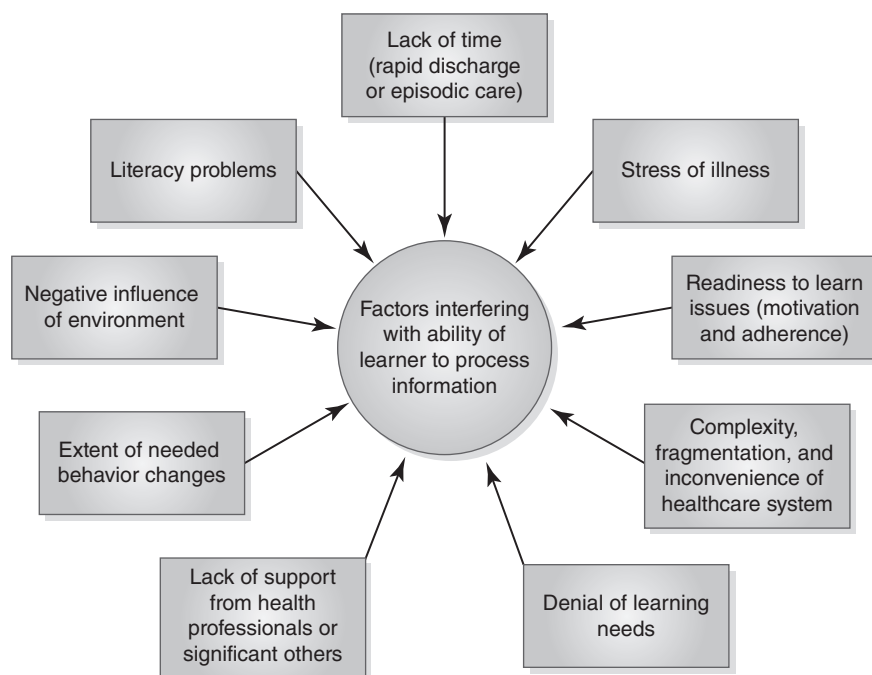 Lack of time
(rapid discharge
or episodic care)
Literacy problems
Stress of illness
Negative influence
of environment
Factors interfering
with ability of
learner to process
information
Readiness to learn
issues (motivation
and adherence)
Extent of needed
behavior changes
Complexity,
fragmentation, and
inconvenience of
healthcare system
Lack of support
from health
professionals or
significant others
Denial of learning
needs